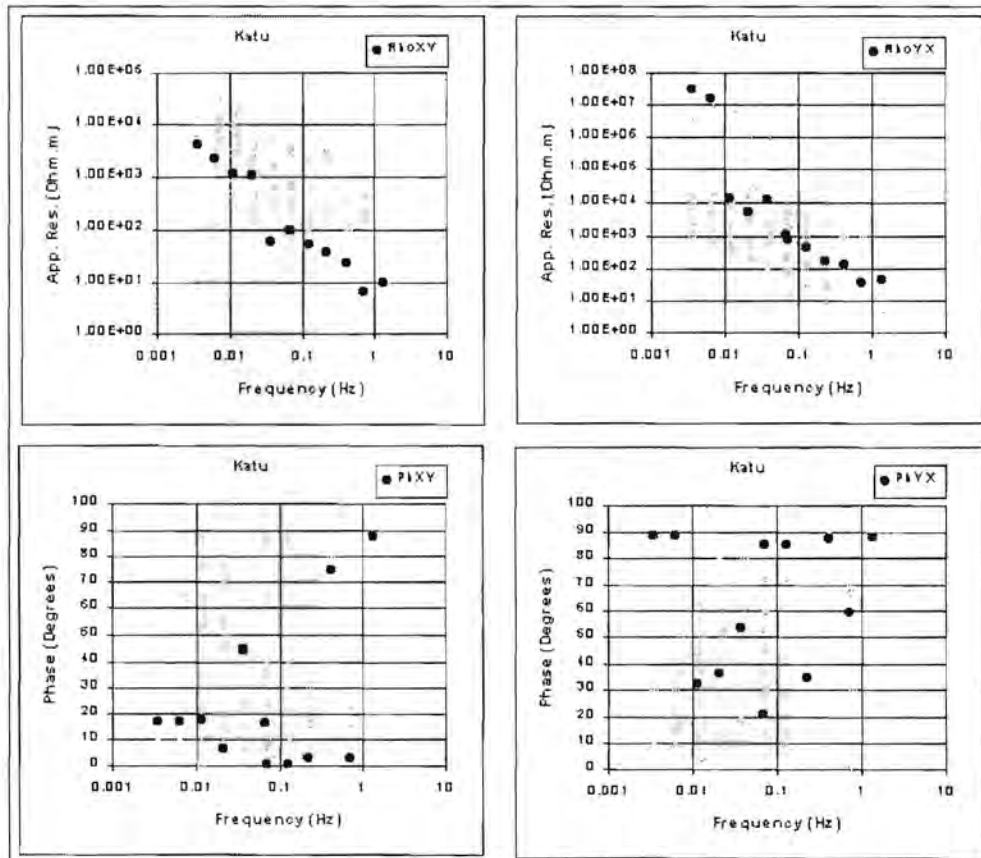 Katu
RhoXY
1.00E+06
1.00E+04
1.00E+03
1.00E+02
1.00E+01
1.00E+00
App. Res. (Ohm.m)
0.001 0.01 0.1 1 10
Frequency (Hz)
Katu
RhoYX
1.00E+08
1.00E+07
1.00E+06
1.00E+05
1.00E+04
1.00E+03
1.00E+02
1.00E+01
1.00E+00
App. Res. (Ohm.m)
0.001 0.01 0.1 1 10
Frequency (Hz)
Katu
PhXY
100
90
80
70
60
50
40
30
20
10
0
Phase (Degrees)
0.001 0.01 0.1 1 10
Frequency (Hz)
Katu
PhYX
100
90
80
70
60
50
40
30
20
10
0
Phase (Degrees)
0.001 0.01 0.1 1 10
Frequency (Hz)